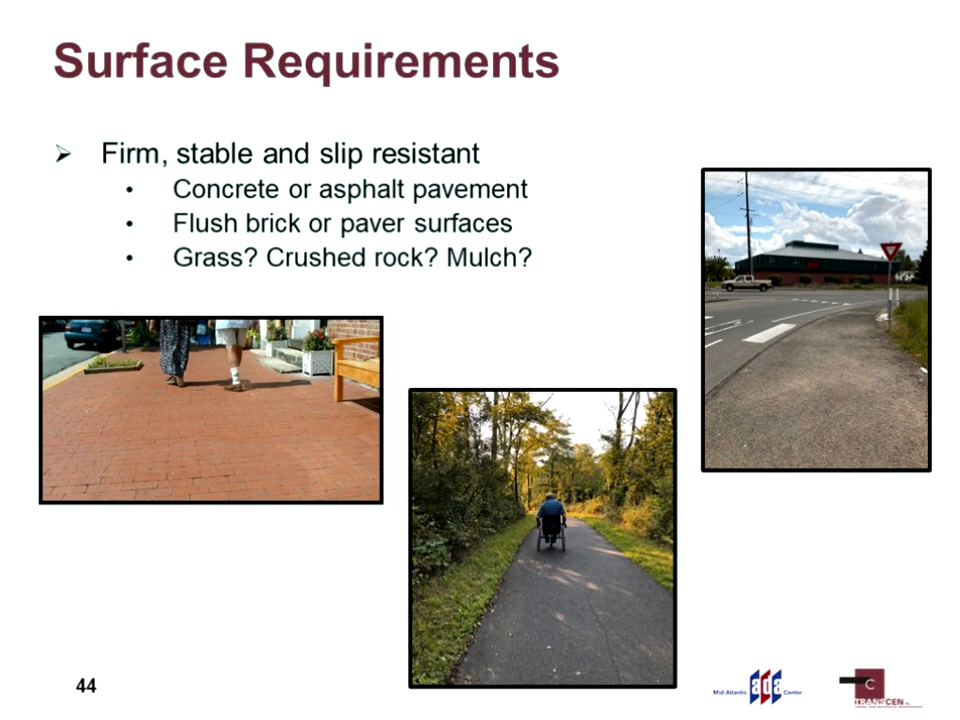 Surface Requirements
Firm, stable and slip resistant
Concrete or asphalt pavement
Flush brick or paver surfaces
Grass? Crushed rock? Mulch?
44
Mid-Atlantic ada Center
C
TRANSCEN